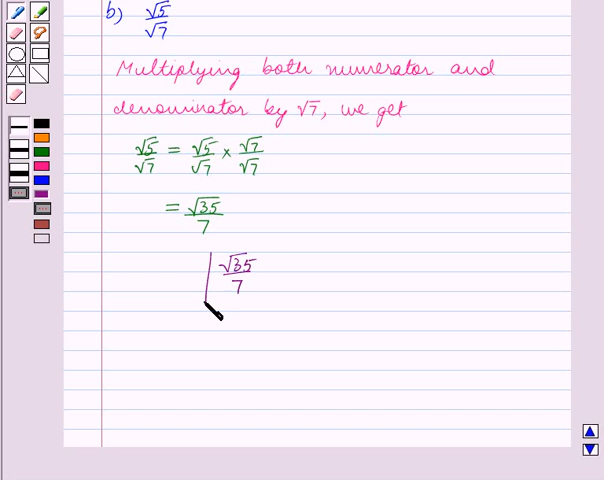 b) √5/√7
Multiplying both numerator and
denominator by √7, we get
√5/√7 = √5/√7 × √7/√7
= √35/7
√35/7